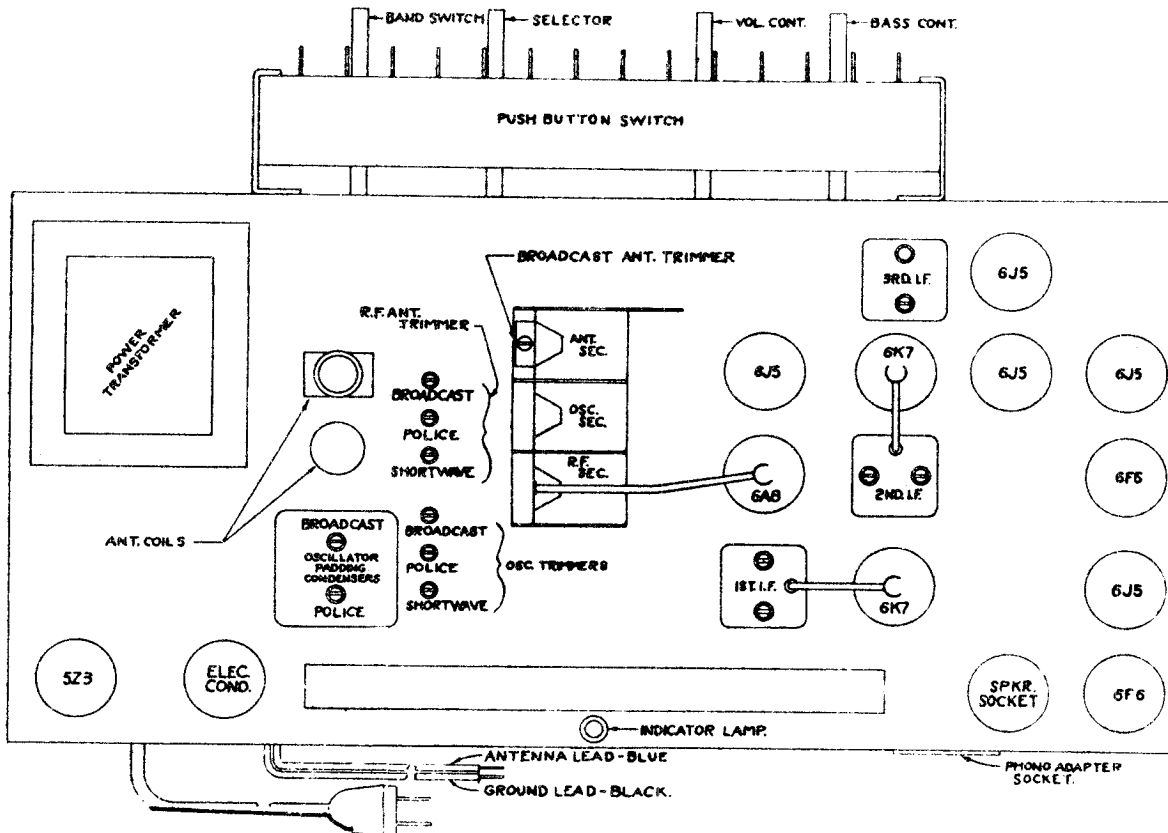 BAND SWITCH
SELECTOR
VOL. CONT.
BASS CONT.
PUSH BUTTON SWITCH
POWER
TRANSFORMER
BROADCAST ANT. TRIMMER
R.F. ANT.
TRIMMER
ANT.
SEC.
OSC.
SEC.
R.F.
SEC.
BROADCAST
POLICE
SHORTWAVE
3RD. I.F.
6J5
6J5
6K7
6J5
6J5
6A8
2ND. I.F.
6F6
ANT. COILS
BROADCAST
OSCILLATOR
PADDING
CONDENSERS
POLICE
BROADCAST
POLICE
SHORTWAVE
OSC. TRIMMERS
1ST. I.F.
6K7
6J5
5Z3
ELEC.
COND.
SPKR.
SOCKET
6F6
INDICATOR LAMP.
ANTENNA LEAD-BLUE
GROUND LEAD-BLACK.
PHONO ADAPTER
SOCKET.